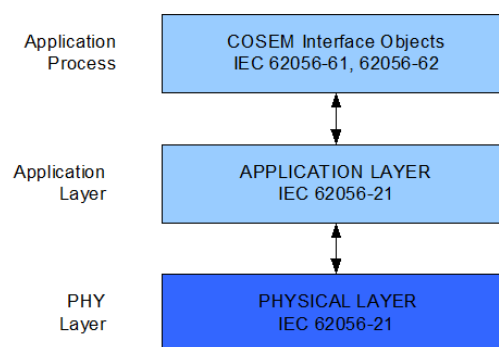 Application
Process
COSEM Interface Objects
IEC 62056-61, 62056-62
Application
Layer
APPLICATION LAYER
IEC 62056-21
PHY
Layer
PHYSICAL LAYER
IEC 62056-21